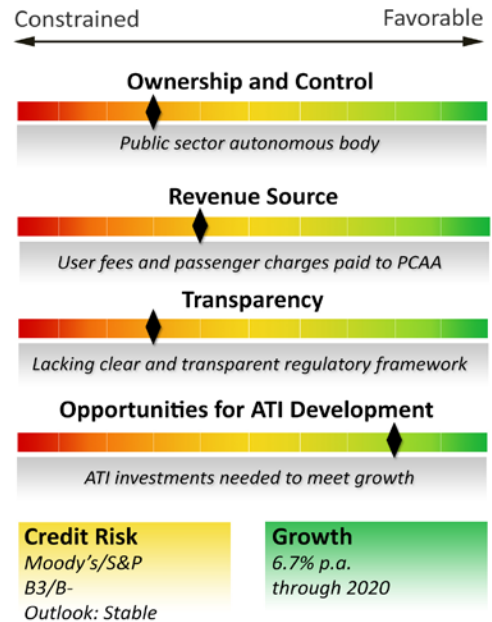 Constrained Favorable
Ownership and Control
Public sector autonomous body
Revenue Source
User fees and passenger charges paid to PCAA
Transparency
Lacking clear and transparent regulatory framework
Opportunities for ATI Development
ATI investments needed to meet growth
Credit Risk
Moody's/S&P
B3/B-
Outlook: Stable
Growth
6.7% p.a.
through 2020